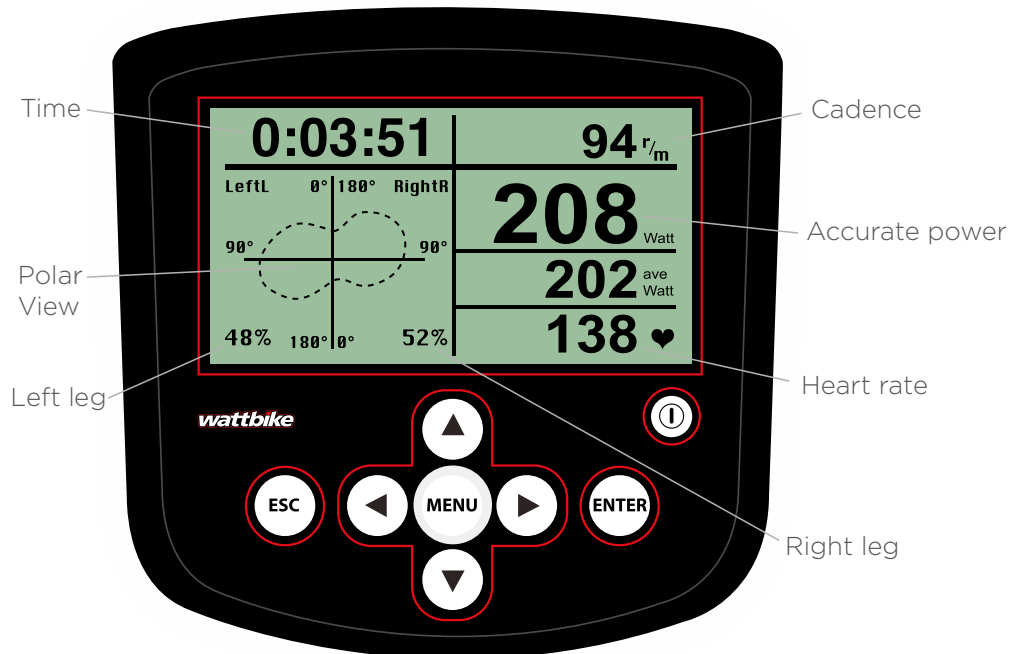 Time
Cadence
0:03:51
94 r/m
LeftL 0° 180° RightR
208 Watt
Accurate power
90° 90°
Polar
View
202 ave
Watt
48% 180° 0° 52%
138
Heart rate
Left leg
wattbike
ESC
MENU
ENTER
Right leg